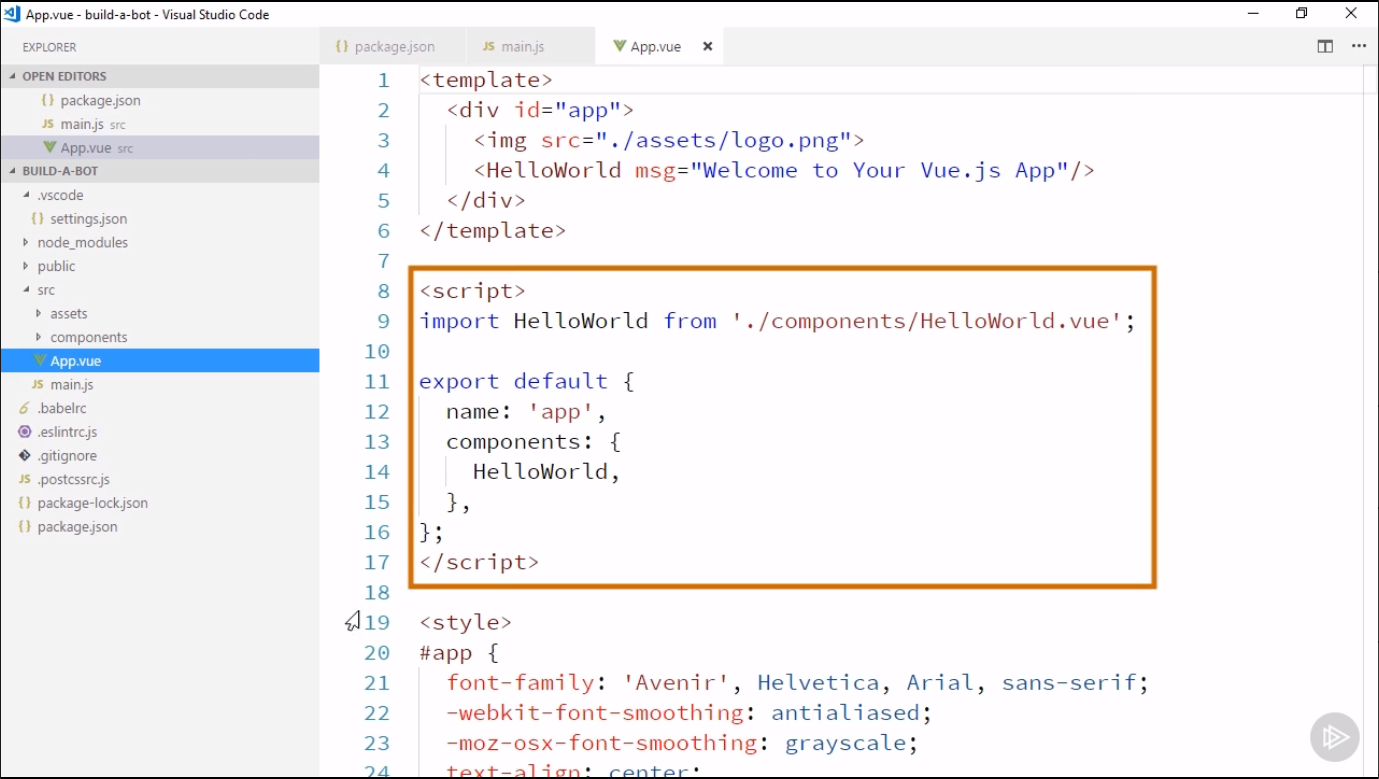 App.vue - build-a-bot - Visual Studio Code
EXPLORER
OPEN EDITORS
{} package.json
JS main.js src
App.vue src
BUILD-A-BOT
.vscode
{} settings.json
node_modules
public
src
assets
components
App.vue
JS main.js
.babelrc
.eslintrc.js
.gitignore
JS .postcssrc.js
{} package-lock.json
{} package.json
{} package.json JS main.js App.vue
1 <template>
2 <div id="app">
3 <img src="./assets/logo.png">
4 <HelloWorld msg="Welcome to Your Vue.js App"/>
5 </div>
6 </template>
7
8 <script>
9 import HelloWorld from './components/HelloWorld.vue';
10
11 export default {
12 name: 'app',
13 components: {
14 HelloWorld,
15 },
16 };
17 </script>
18
19 <style>
20 #app {
21 font-family: 'Avenir', Helvetica, Arial, sans-serif;
22 -webkit-font-smoothing: antialiased;
23 -moz-osx-font-smoothing: grayscale;
24 text-align: center;